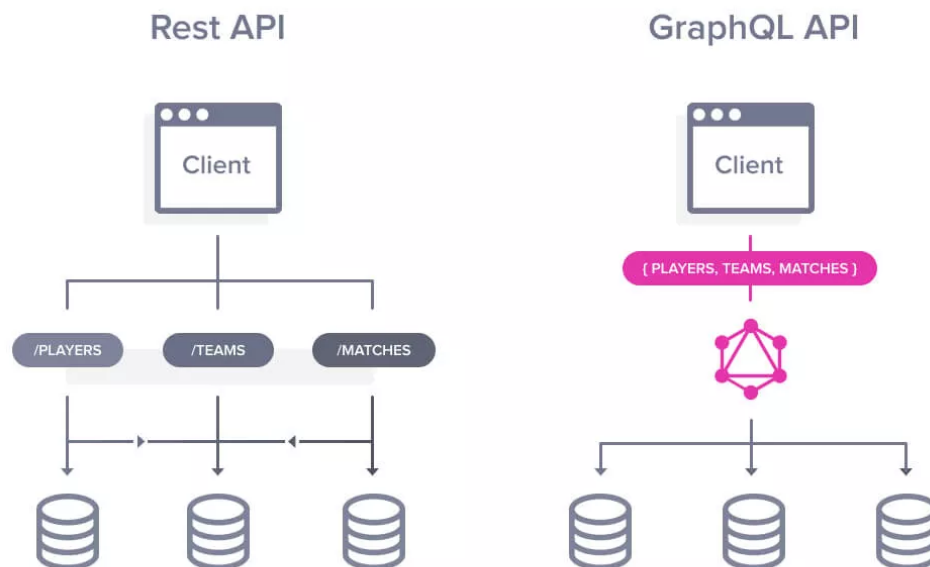 Rest API
GraphQL API
Client
Client
{ PLAYERS, TEAMS, MATCHES }
/PLAYERS
/TEAMS
/MATCHES